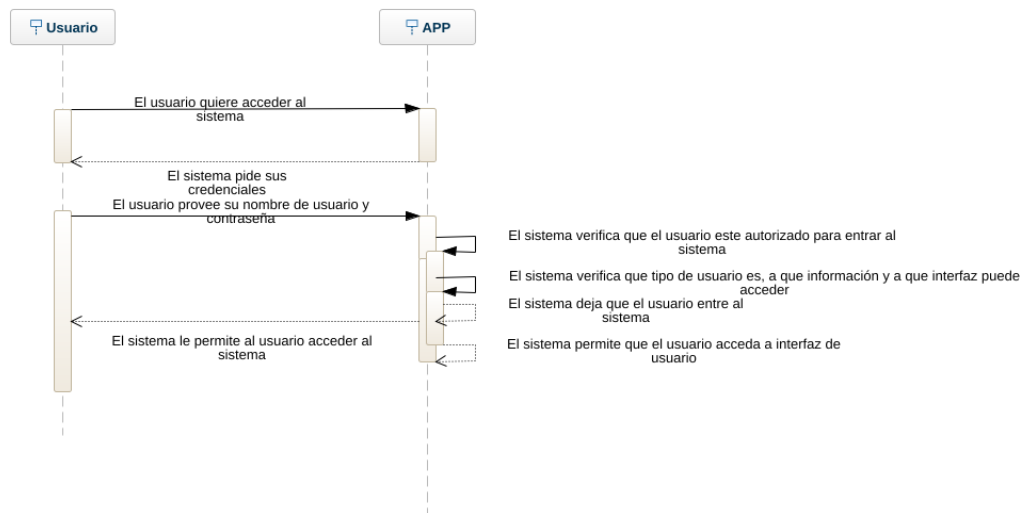 Usuario
APP
El usuario quiere acceder al
sistema
El sistema pide sus
credenciales
El usuario provee su nombre de usuario y
contraseña
El sistema verifica que el usuario este autorizado para entrar al
sistema
El sistema verifica que tipo de usuario es, a que información y a que interfaz puede
acceder
El sistema deja que el usuario entre al
sistema
El sistema le permite al usuario acceder al
sistema
El sistema permite que el usuario acceda a interfaz de
usuario